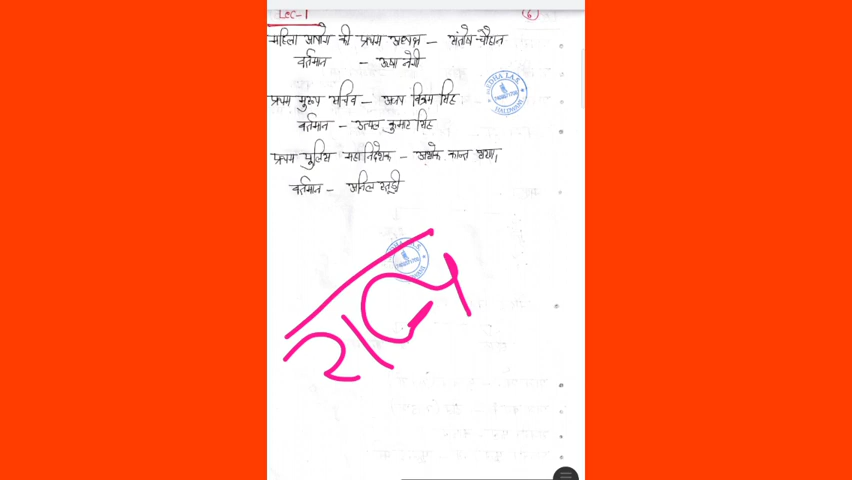 Lec-1
6
महिला आयोग की प्रथम अध्यक्ष - संतोष चौहान
वर्तमान - ऊषा नेगी
प्रथम मुख्य सचिव - अजय विक्रम सिंह
वर्तमान - उत्पल कुमार सिंह
प्रथम पुलिस महानिदेशक - अशोक कान्त शरण
वर्तमान - अनिल रतूड़ी